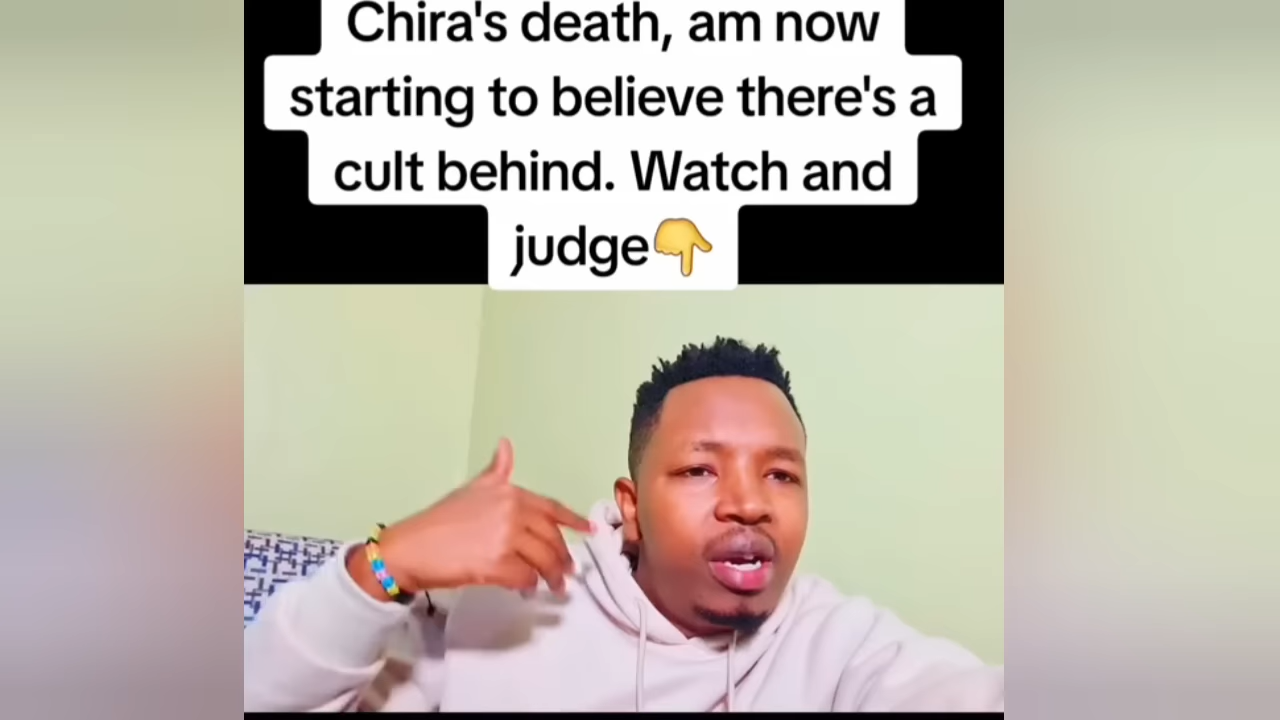 Chira's death, am now
starting to believe there's a
cult behind. Watch and
judge👇